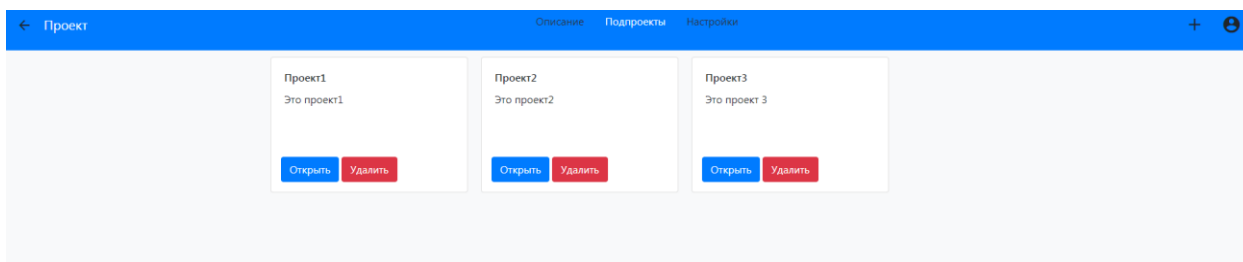 Проект Описание Подпроекты Настройки
Проект1 Проект2 Проект3
Это проект1 Это проект2 Это проект 3
Открыть Удалить Открыть Удалить Открыть Удалить